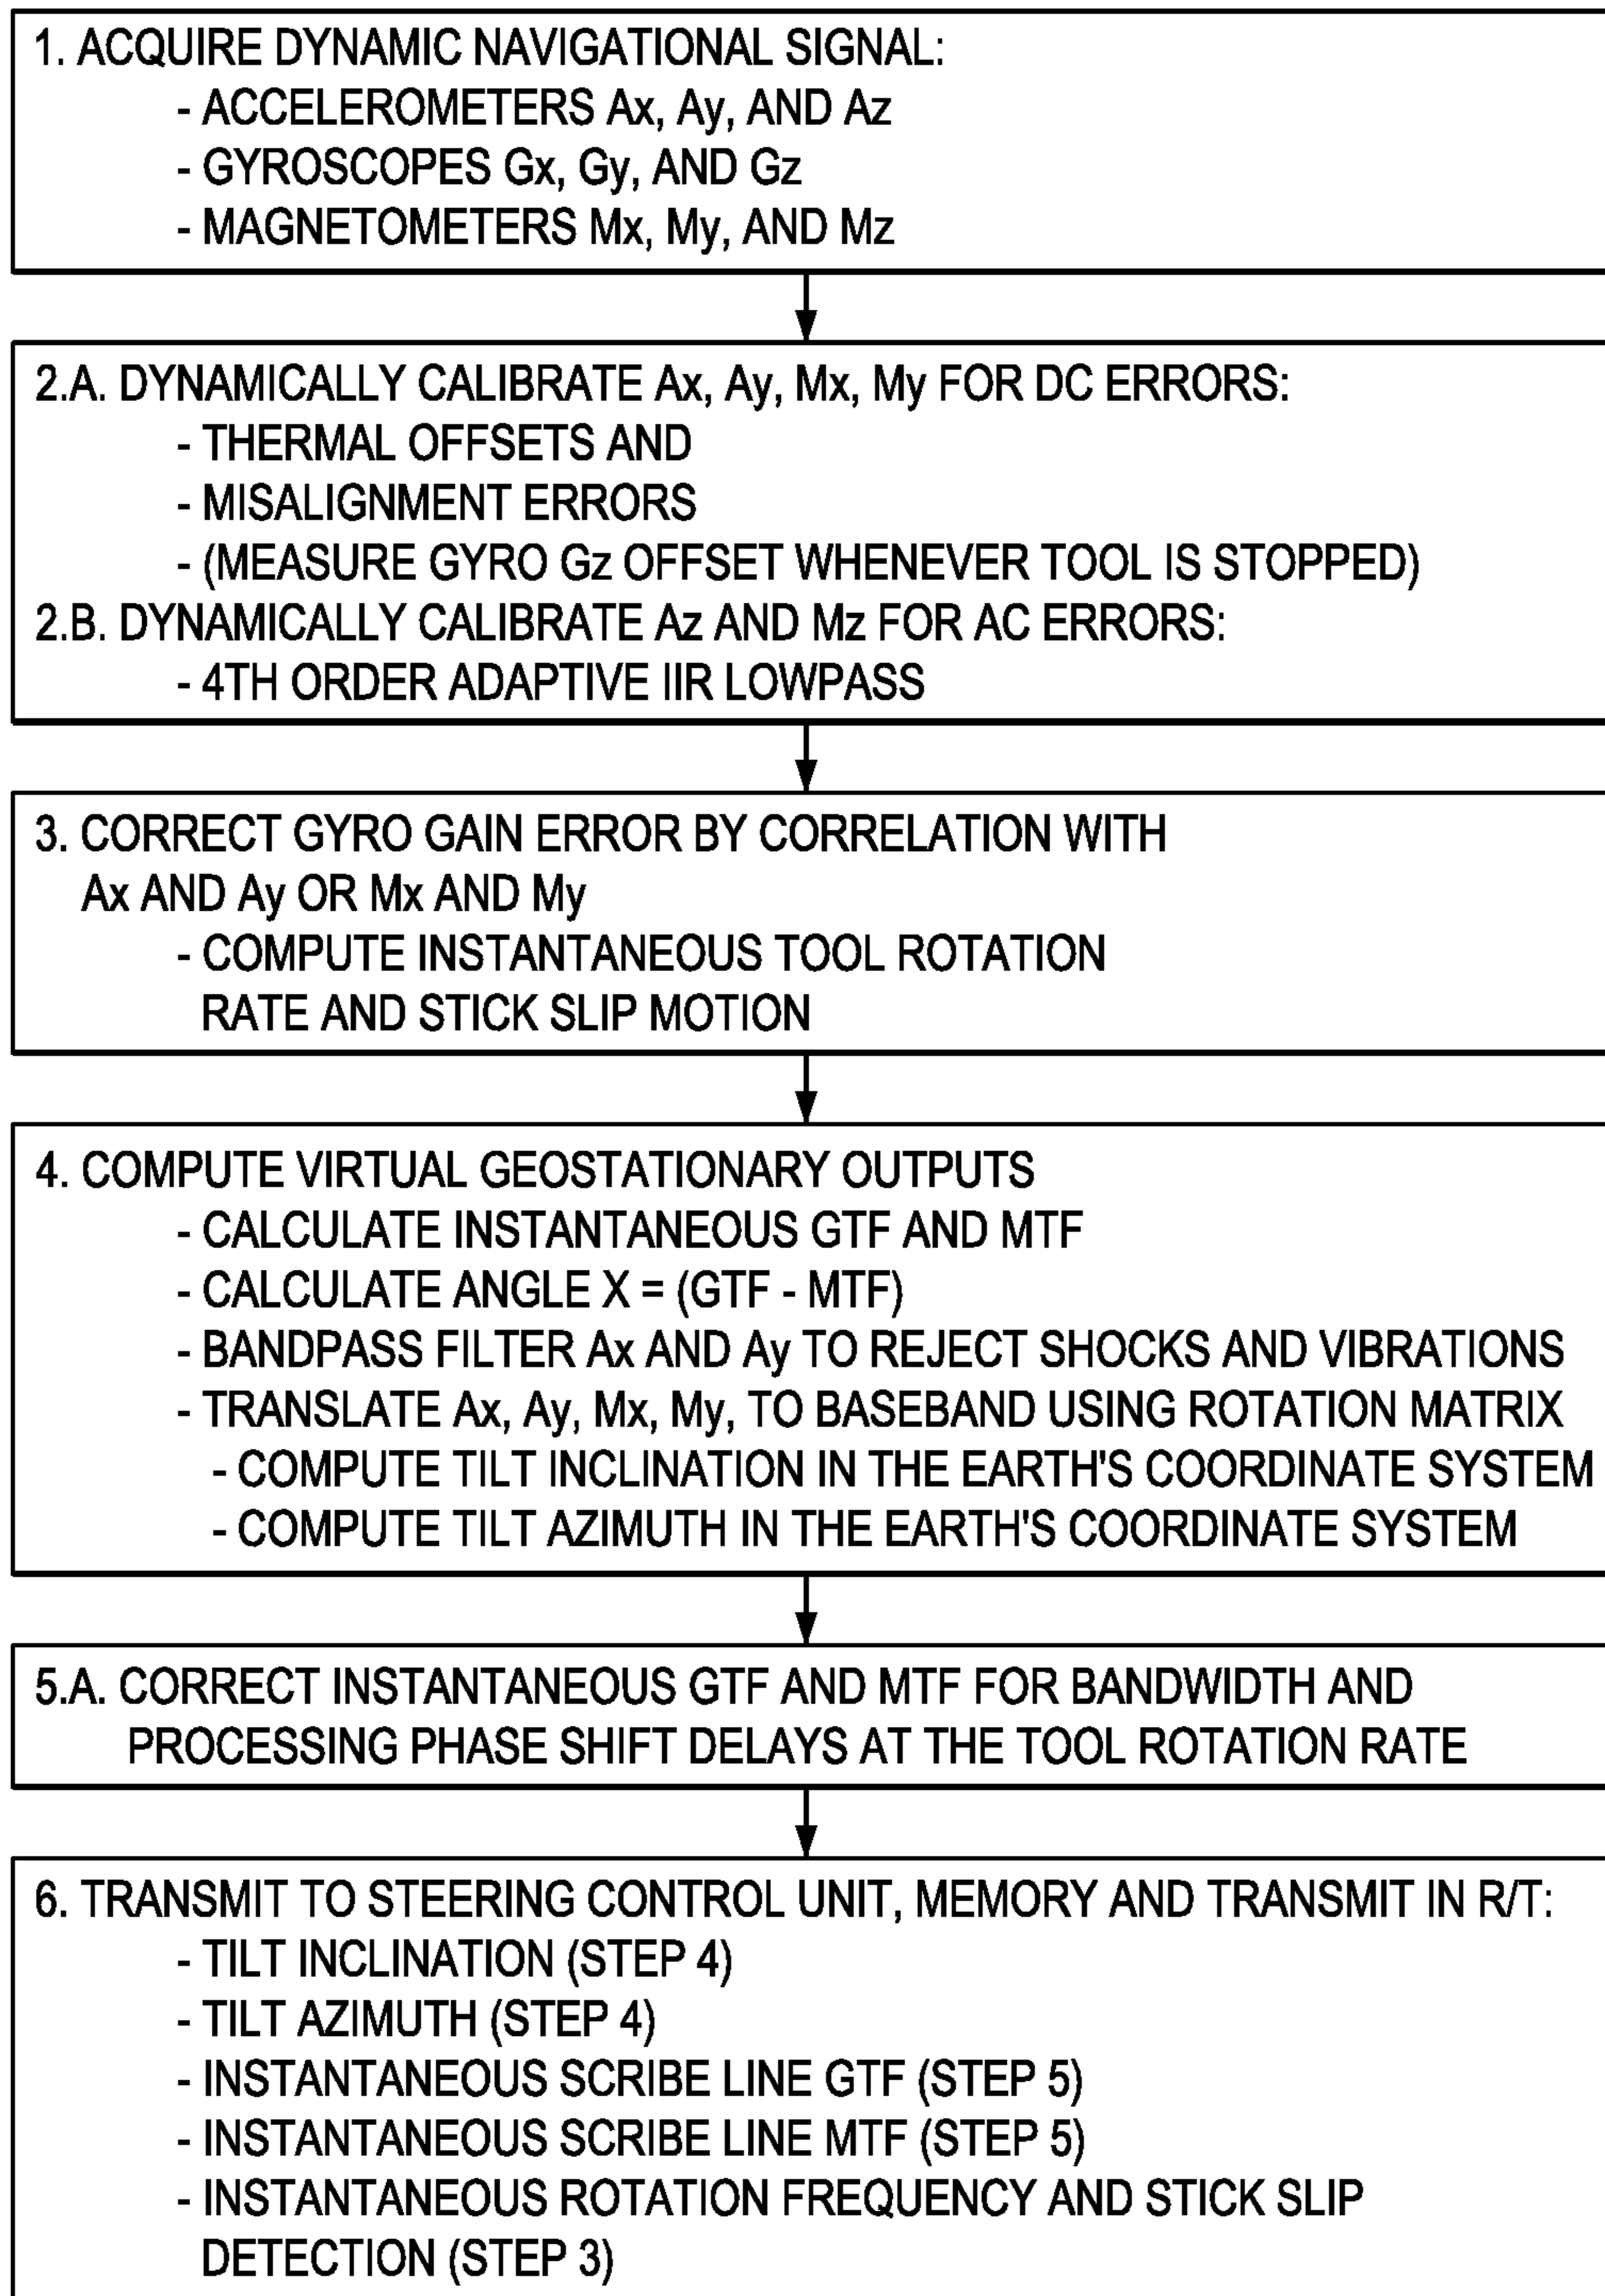 1. ACQUIRE DYNAMIC NAVIGATIONAL SIGNAL:
- ACCELEROMETERS Ax, Ay, AND Az
- GYROSCOPES Gx, Gy, AND Gz
- MAGNETOMETERS Mx, My, AND Mz
2.A. DYNAMICALLY CALIBRATE Ax, Ay, Mx, My FOR DC ERRORS:
- THERMAL OFFSETS AND
- MISALIGNMENT ERRORS
- (MEASURE GYRO Gz OFFSET WHENEVER TOOL IS STOPPED)
2.B. DYNAMICALLY CALIBRATE Az AND Mz FOR AC ERRORS:
- 4TH ORDER ADAPTIVE IIR LOWPASS
3. CORRECT GYRO GAIN ERROR BY CORRELATION WITH
Ax AND Ay OR Mx AND My
- COMPUTE INSTANTANEOUS TOOL ROTATION
RATE AND STICK SLIP MOTION
4. COMPUTE VIRTUAL GEOSTATIONARY OUTPUTS
- CALCULATE INSTANTANEOUS GTF AND MTF
- CALCULATE ANGLE X = (GTF - MTF)
- BANDPASS FILTER Ax AND Ay TO REJECT SHOCKS AND VIBRATIONS
- TRANSLATE Ax, Ay, Mx, My, TO BASEBAND USING ROTATION MATRIX
- COMPUTE TILT INCLINATION IN THE EARTH'S COORDINATE SYSTEM
- COMPUTE TILT AZIMUTH IN THE EARTH'S COORDINATE SYSTEM
5.A. CORRECT INSTANTANEOUS GTF AND MTF FOR BANDWIDTH AND
PROCESSING PHASE SHIFT DELAYS AT THE TOOL ROTATION RATE
6. TRANSMIT TO STEERING CONTROL UNIT, MEMORY AND TRANSMIT IN R/T:
- TILT INCLINATION (STEP 4)
- TILT AZIMUTH (STEP 4)
- INSTANTANEOUS SCRIBE LINE GTF (STEP 5)
- INSTANTANEOUS SCRIBE LINE MTF (STEP 5)
- INSTANTANEOUS ROTATION FREQUENCY AND STICK SLIP
DETECTION (STEP 3)